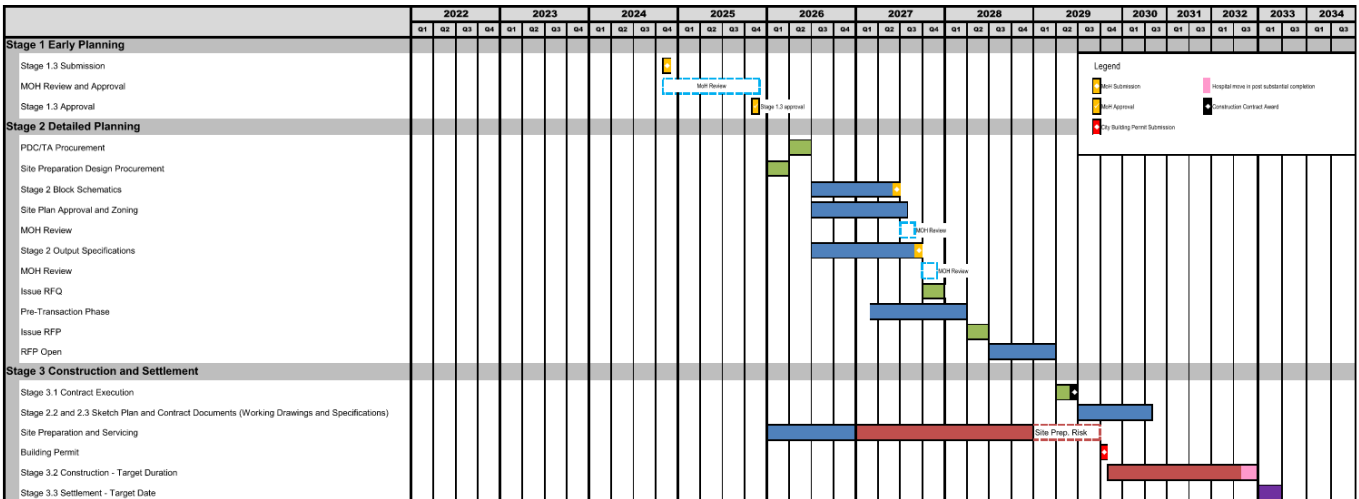 2022 2023 2024 2025 2026 2027 2028 2029 2030 2031 2032 2033 2034
Q1 Q2 Q3 Q4 Q1 Q2 Q3 Q4 Q1 Q2 Q3 Q4 Q1 Q2 Q3 Q4 Q1 Q2 Q3 Q4 Q1 Q2 Q3 Q4 Q1 Q2 Q3 Q4 Q1 Q2 Q3 Q4 Q1 Q3 Q1 Q3 Q1 Q3 Q1 Q3 Q1 Q3
Stage 1 Early Planning
Stage 1.3 Submission
MOH Review and Approval
MoH Review
Stage 1.3 Approval
Stage 1.3 approval
Legend
MoH Submission
Hospital move in post substantial completion
MoH Approval
Construction Contract Award
City Building Permit Submission
Stage 2 Detailed Planning
PDC/TA Procurement
Site Preparation Design Procurement
Stage 2 Block Schematics
Site Plan Approval and Zoning
MOH Review
MOH Review
Stage 2 Output Specifications
MOH Review
MOH Review
Issue RFQ
Pre-Transaction Phase
Issue RFP
RFP Open
Stage 3 Construction and Settlement
Stage 3.1 Contract Execution
Stage 2.2 and 2.3 Sketch Plan and Contract Documents (Working Drawings and Specifications)
Site Preparation and Servicing
Site Prep. Risk
Building Permit
Stage 3.2 Construction - Target Duration
Stage 3.3 Settlement - Target Date